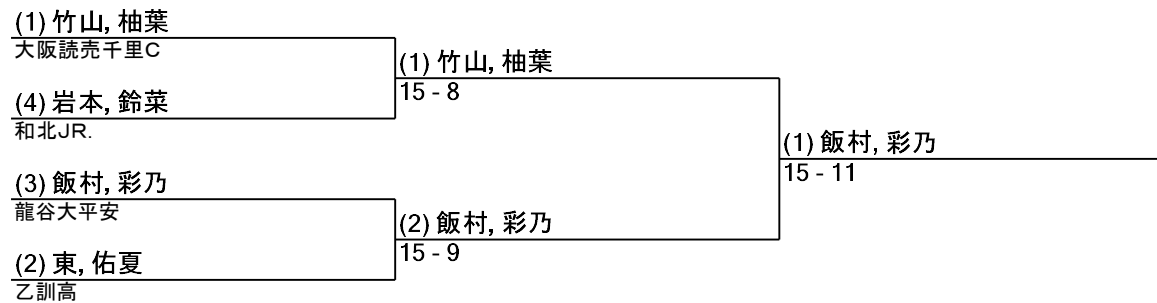 (1) 竹山, 柚葉
大阪読売千里C
(1) 竹山, 柚葉
15 - 8
(4) 岩本, 鈴菜
和北JR.
(1) 飯村, 彩乃
15 - 11
(3) 飯村, 彩乃
龍谷大平安
(2) 飯村, 彩乃
15 - 9
(2) 東, 佑夏
乙訓高